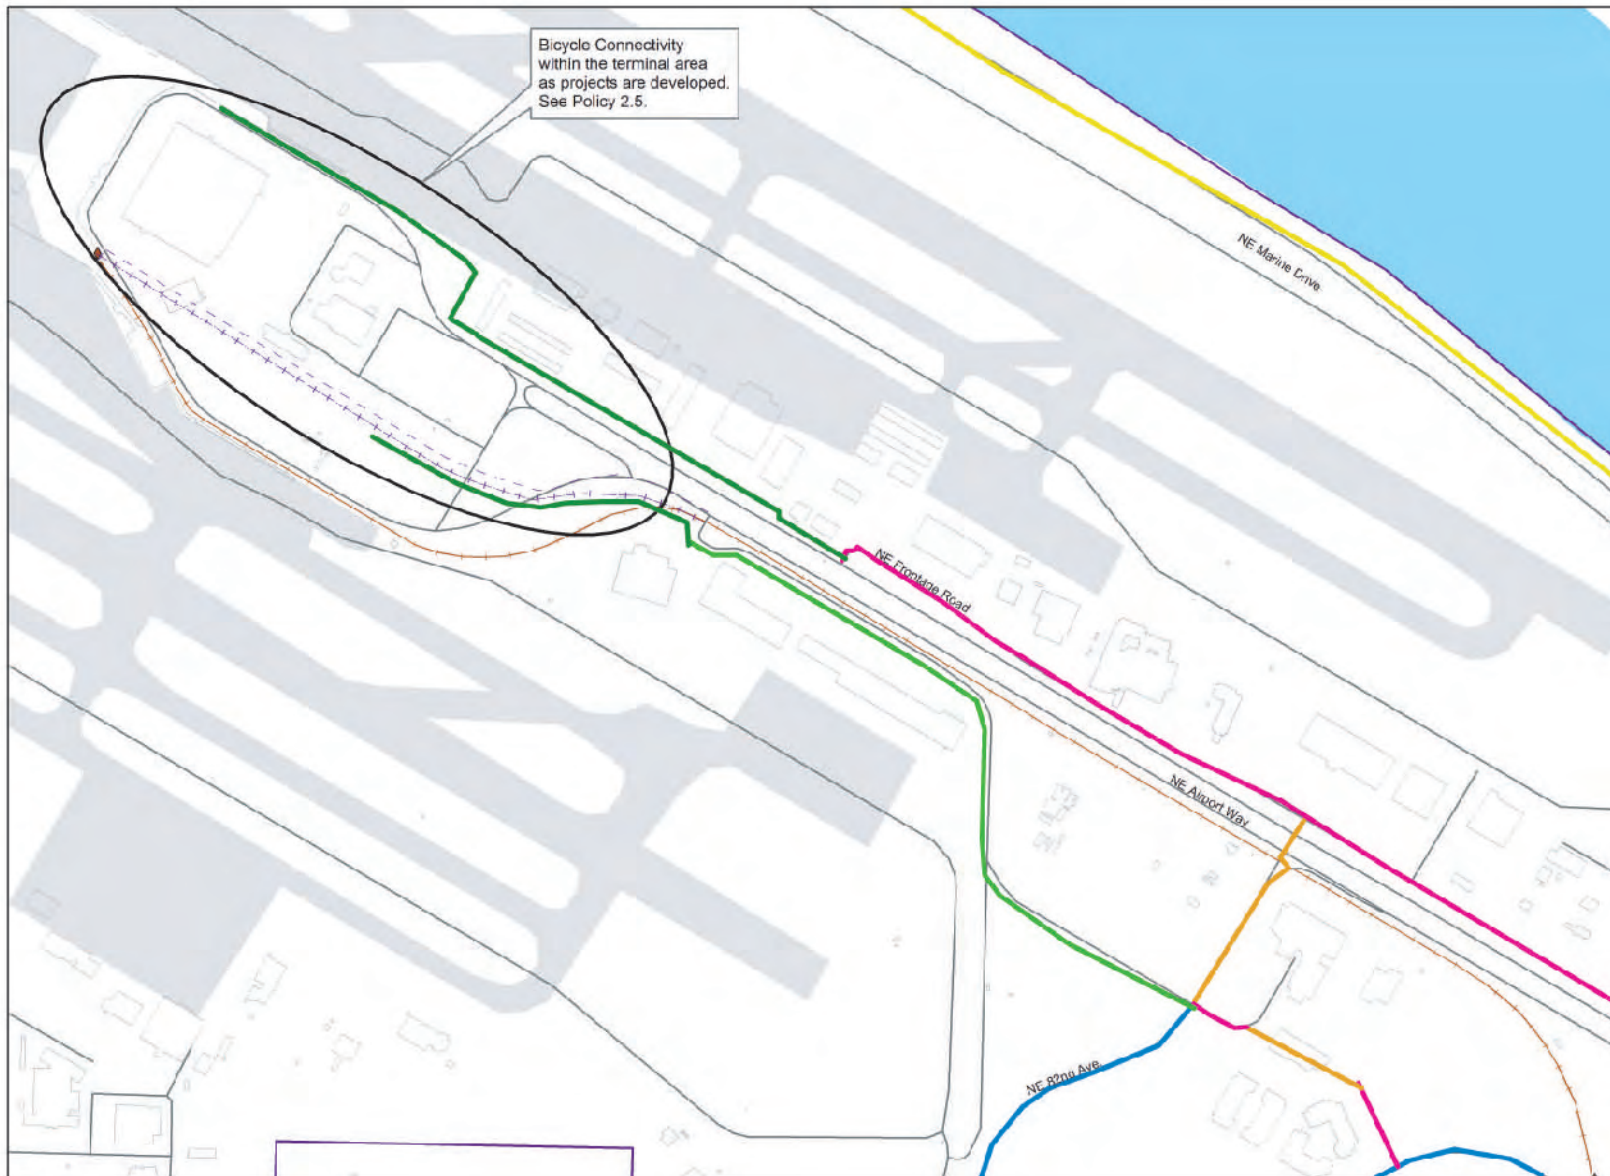 Bicycle Connectivity
within the terminal area
as projects are developed.
See Policy 2.5.
NE Marine Drive
NE Frontage Road
NE Airport Way
NE 82nd Ave.